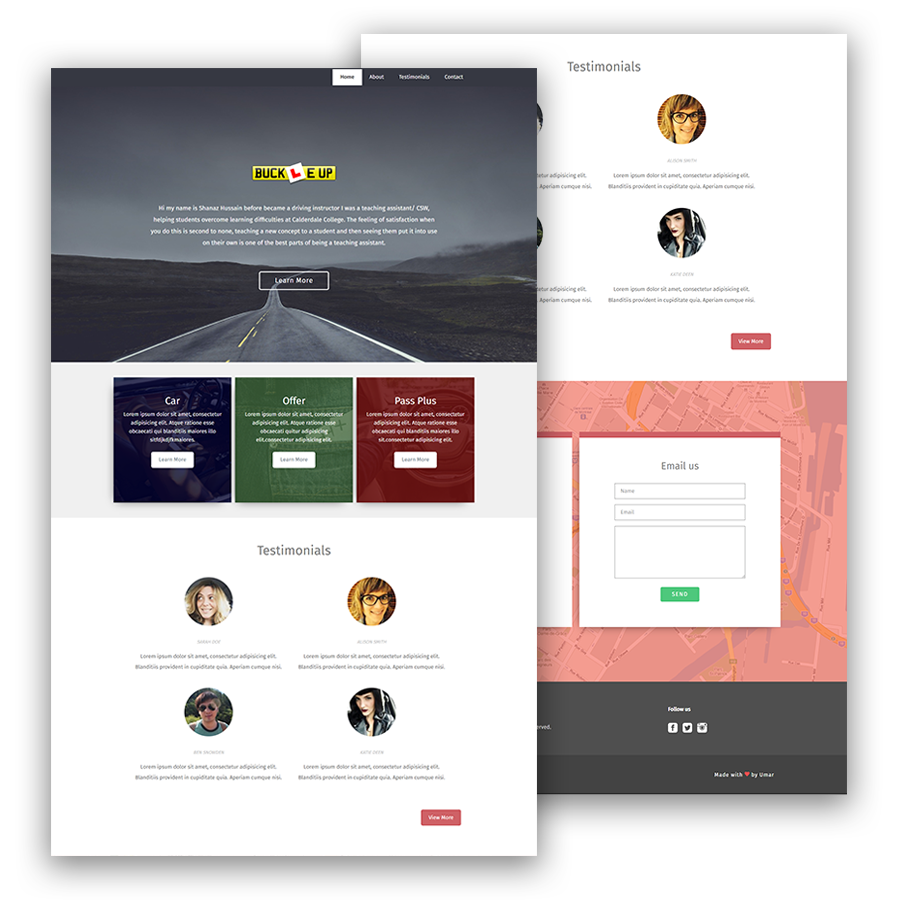 Home About Testimonials Contact
BUCK L E UP
Hi my name is Shanaz Hussain before became a driving instructor I was a teaching assistant/ CSW,
helping students overcome learning difficulties at Calderdale College. The feeling of satisfaction when
you do this is second to none, teaching a new concept to a student and then seeing them put it into use
on their own is one of the best parts of being a teaching assistant.
Learn More
Car
Lorem ipsum dolor sit amet, consectetur
adipisicing elit. Atque ratione esse
obcaecati qui blanditiis maiores illo
Learn More
Offer
Lorem ipsum dolor sit amet, consectetur
adipisicing elit. Atque ratione esse
obcaecati quitur adipisicing
elit.consectetur adipisicing elit.
Learn More
Pass Plus
Lorem ipsum dolor sit amet, consectetur
adipisicing elit. Atque ratione esse
obcaecati qui blanditiis maiores illo
sit.consectetur adipisicing elit.
Learn More
Testimonials
SARAH DOE
Lorem ipsum dolor sit amet, consectetur adipisicing elit.
Blanditiis provident in cupiditate quia. Aperiam cumque nisi.
ALISON SMITH
Lorem ipsum dolor sit amet, consectetur adipisicing elit.
Blanditiis provident in cupiditate quia. Aperiam cumque nisi.
BEN SNOWDEN
Lorem ipsum dolor sit amet, consectetur adipisicing elit.
Blanditiis provident in cupiditate quia. Aperiam cumque nisi.
KATIE DEEN
Lorem ipsum dolor sit amet, consectetur adipisicing elit.
Blanditiis provident in cupiditate quia. Aperiam cumque nisi.
View More
Testimonials
tetur adipisicing elit.
Aperiam cumque nisi.
ALISON SMITH
Lorem ipsum dolor sit amet, consectetur adipisicing elit.
Blanditiis provident in cupiditate quia. Aperiam cumque nisi.
tetur adipisicing elit.
Aperiam cumque nisi.
KATIE DEEN
Lorem ipsum dolor sit amet, consectetur adipisicing elit.
Blanditiis provident in cupiditate quia. Aperiam cumque nisi.
View More
Email us
Name
Email
SEND
Follow us
erved.
Made with ❤ by Umar